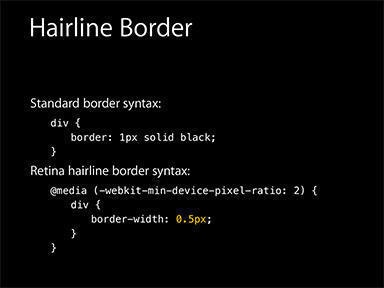 Hairline Border
Standard border syntax:
div {
border: 1px solid black;
}
Retina hairline border syntax:
@media (-webkit-min-device-pixel-ratio: 2) {
div {
border-width: 0.5px;
}
}